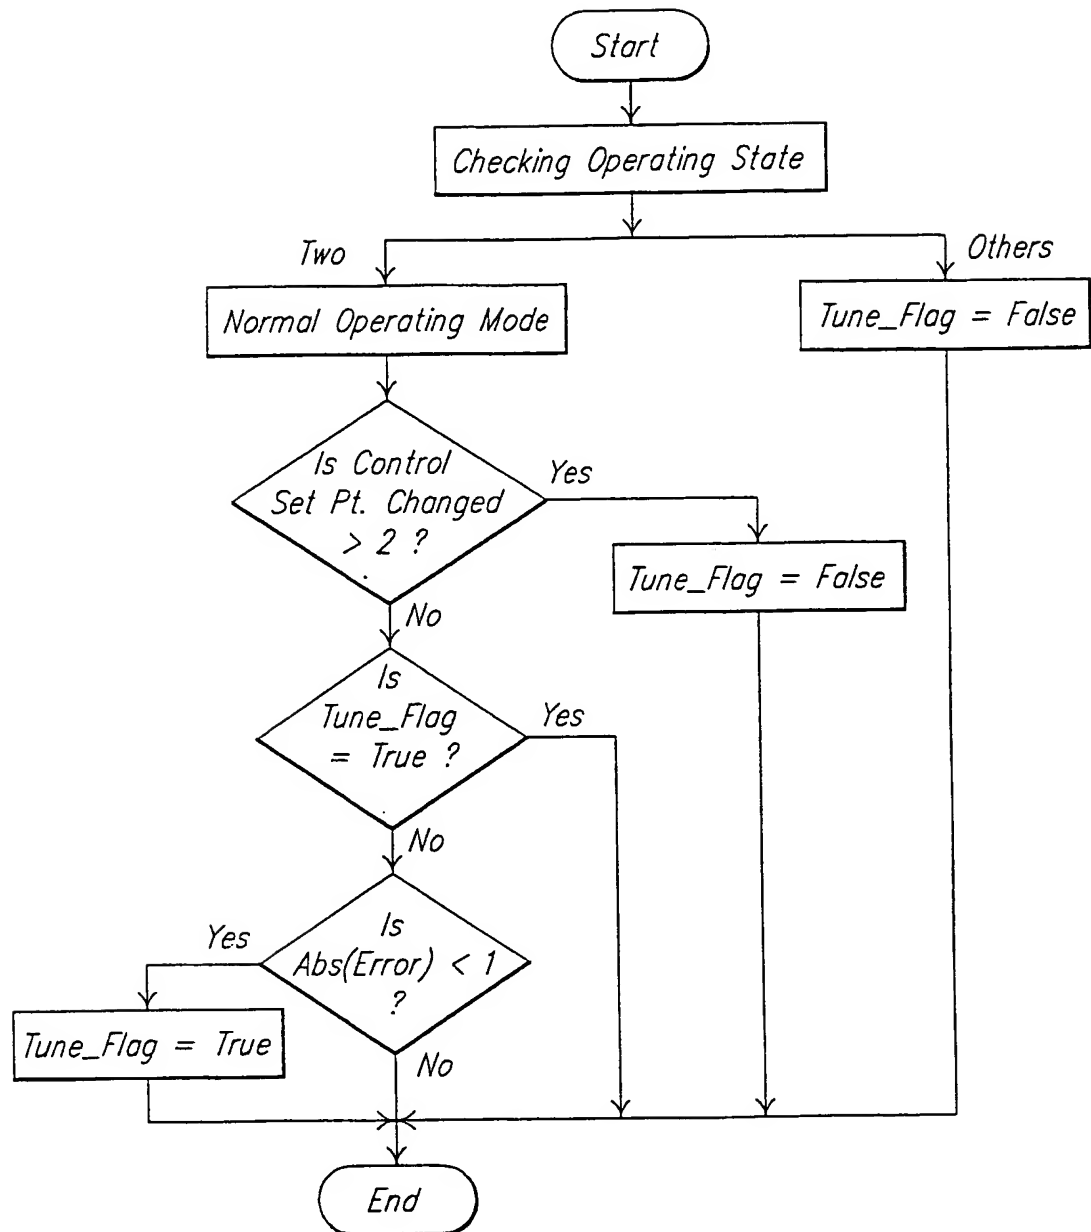 Start
Checking Operating State
Two
Others
Normal Operating Mode
Tune_Flag = False
Is Control
Set Pt. Changed
> 2 ?
Yes
Tune_Flag = False
No
Is
Tune_Flag
= True ?
Yes
No
Is
Abs(Error) < 1
?
Yes
Tune_Flag = True
No
End